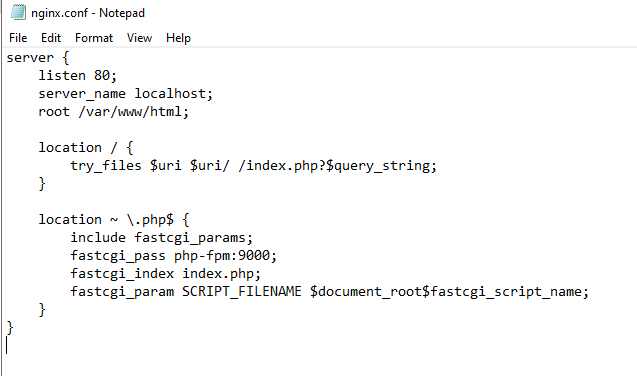 nginx.conf - Notepad
File Edit Format View Help
server {
    listen 80;
    server_name localhost;
    root /var/www/html;

    location / {
        try_files $uri $uri/ /index.php?$query_string;
    }

    location ~ \.php$ {
        include fastcgi_params;
        fastcgi_pass php-fpm:9000;
        fastcgi_index index.php;
        fastcgi_param SCRIPT_FILENAME $document_root$fastcgi_script_name;
    }
}